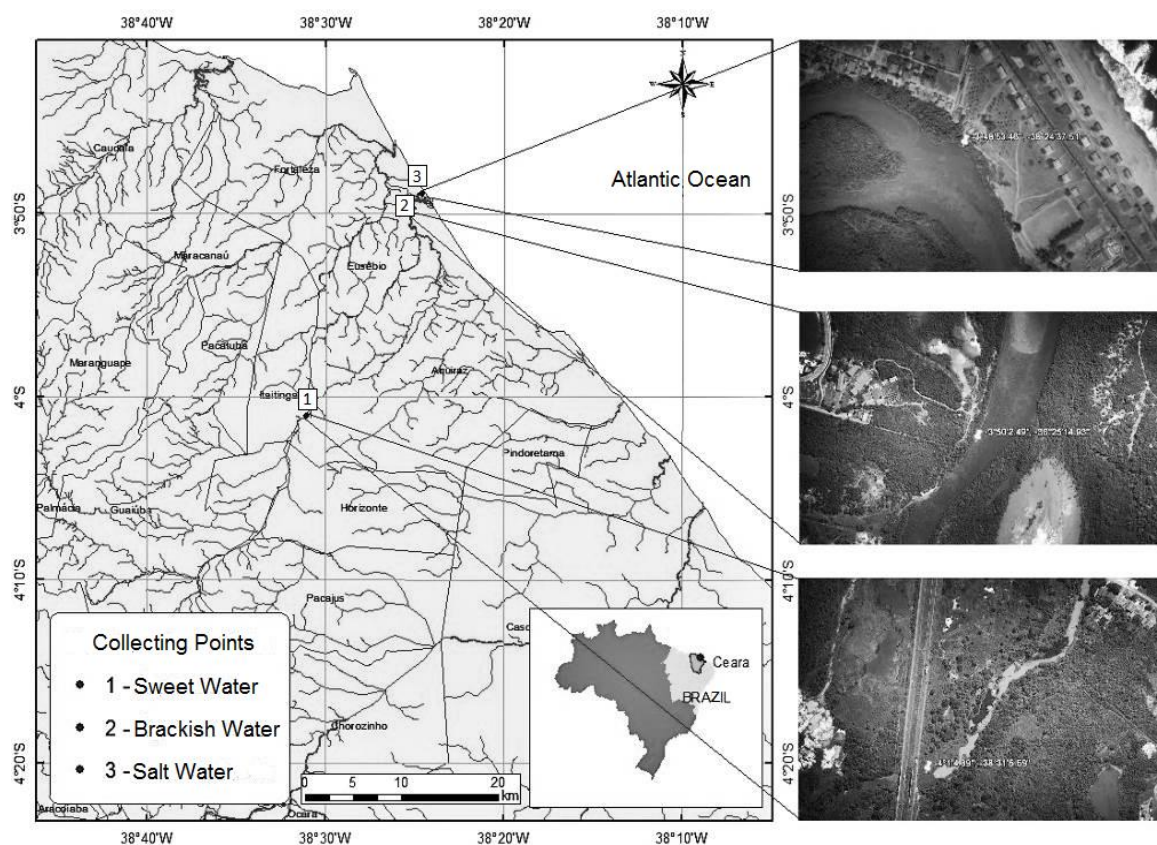 38°40'W 38°30'W 38°20'W 38°10'W
Caucaia
Fortaleza
3
Atlantic Ocean
2
3°50'S 3°50'S
Maracanaú
Eusébio
Pacatuba
Maranguape
Aquiraz
Itaitinga
1
4°S 4°S
Pindoretama
Palmácia
Guaiúba
Horizonte
4°10'S 4°10'S
Pacajus
Casc
Chorozinho
4°20'S 4°20'S
Aracoiaba
Ocara
Collecting Points
1 - Sweet Water
2 - Brackish Water
3 - Salt Water
0 5 10 20
km
Ceara
BRAZIL
38°40'W 38°30'W 38°20'W 38°10'W
N
W E
S